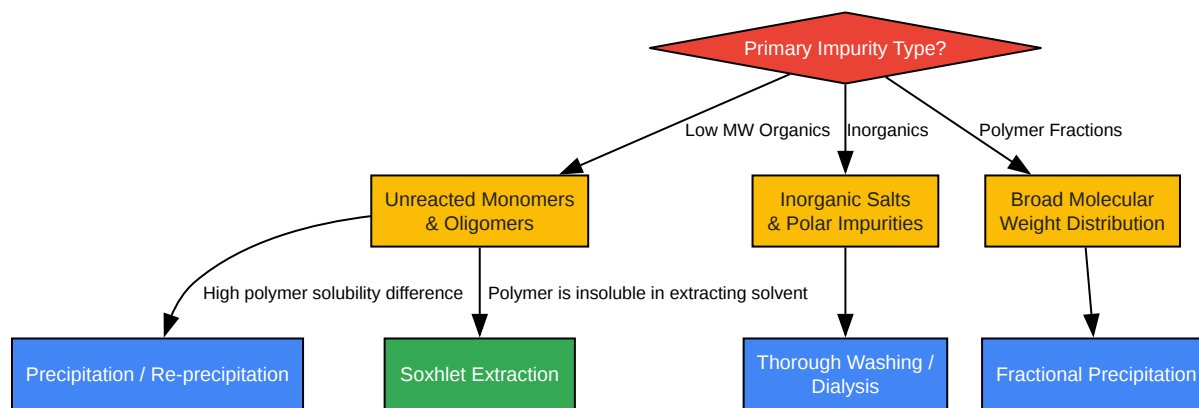 Primary Impurity Type?
Low MW Organics
Inorganics
Polymer Fractions
Unreacted Monomers
& Oligomers
Inorganic Salts
& Polar Impurities
Broad Molecular
Weight Distribution
High polymer solubility difference
Polymer is insoluble in extracting solvent
Precipitation / Re-precipitation
Soxhlet Extraction
Thorough Washing /
Dialysis
Fractional Precipitation